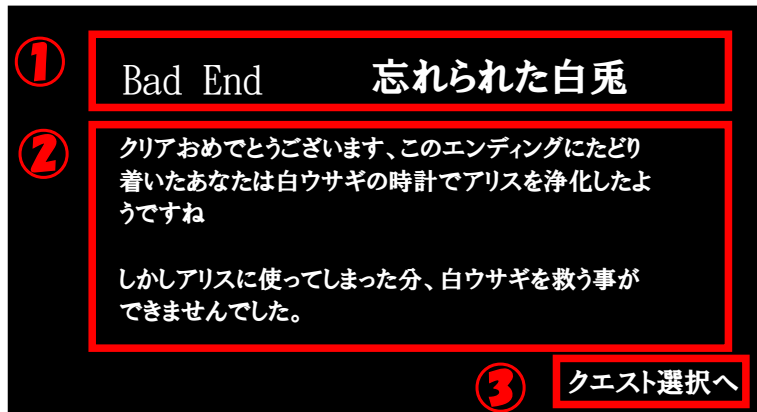 ① Bad End 忘れられた白兎
② クリアおめでとうございます、このエンディングにたどり
着いたあなたは白ウサギの時計でアリスを浄化したよ
うですね
しかしアリスに使ってしまった分、白ウサギを救う事が
できませんでした。
③ クエスト選択へ